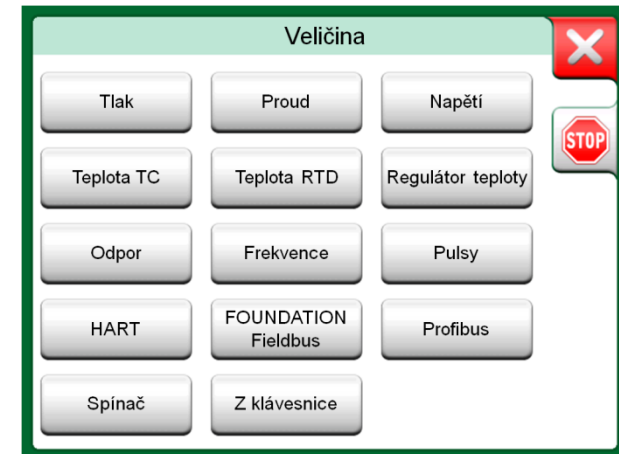 Veličina
Tlak
Proud
Napětí
STOP
Teplota TC
Teplota RTD
Regulátor teploty
Odpor
Frekvence
Pulsy
HART
FOUNDATION
Fieldbus
Profibus
Spínač
Z klávesnice